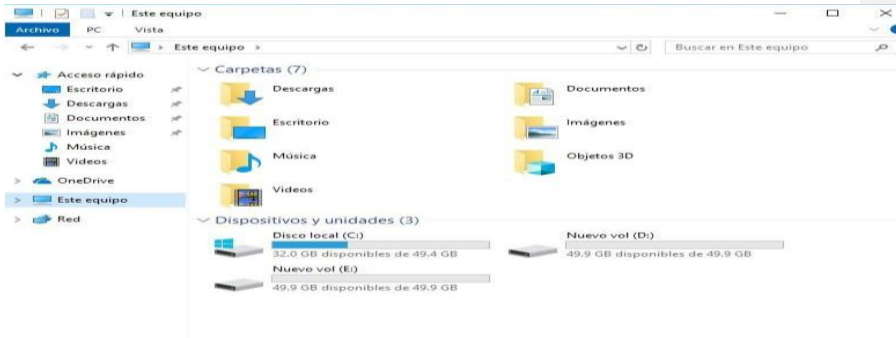 Este equipo
Archivo PC Vista
Este equipo
Buscar en Este equipo
Acceso rápido
Escritorio
Descargas
Documentos
Imágenes
Música
Videos
OneDrive
Este equipo
Red
Carpetas (7)
Descargas
Documentos
Escritorio
Imágenes
Música
Objetos 3D
Videos
Dispositivos y unidades (3)
Disco local (C:)
32.0 GB disponibles de 49.4 GB
Nuevo vol (D:)
49.9 GB disponibles de 49.9 GB
Nuevo vol (E:)
49.9 GB disponibles de 49.9 GB